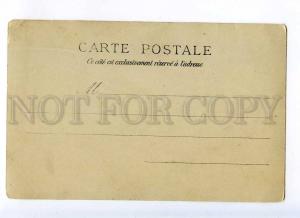 CARTE POSTALE
Ce côté est exclusivement réservé à l'adresse
M
NOT FOR COPY